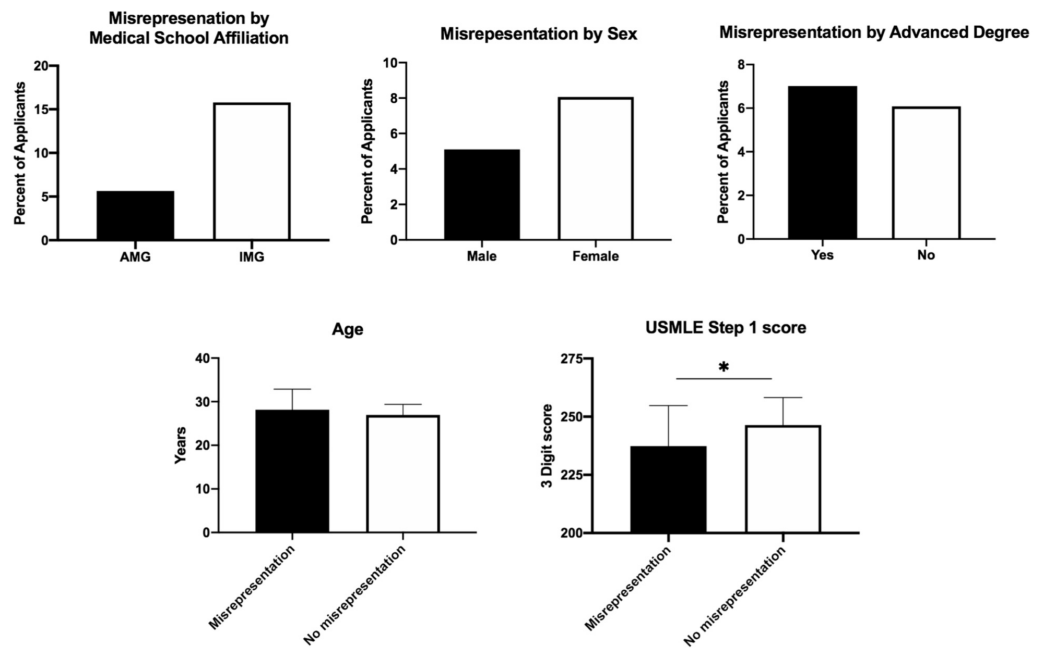 Misrepresenation by
Medical School Affiliation
Percent of Applicants
20
15
10
5
0
AMG
IMG
Misrepesentation by Sex
Percent of Applicants
10
8
6
4
2
0
Male
Female
Misrepresentation by Advanced Degree
Percent of Applicants
8
6
4
2
0
Yes
No
Age
Years
40
30
20
10
0
Misrepresentation
No misrepresentation
USMLE Step 1 score
3 Digit score
275
250
225
200
*
Misrepresentation
No misrepresentation